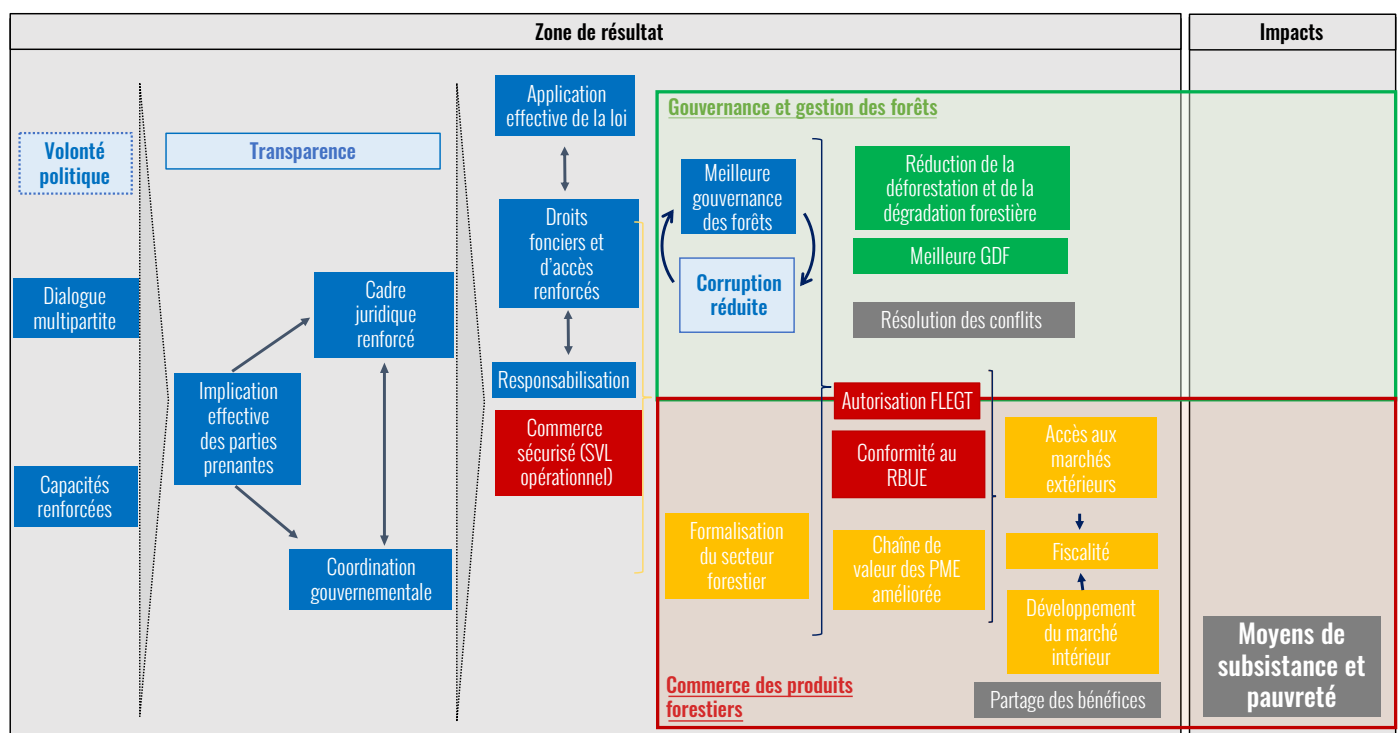 Zone de résultat
Impacts
Volonté
politique
Dialogue
multipartite
Capacités
renforcées
Transparence
Implication
effective
des parties
prenantes
Cadre
juridique
renforcé
Coordination
gouvernementale
Application
effective de la loi
Droits
fonciers et
d’accès
renforcés
Responsabilisation
Commerce
sécurisé (SVL
opérationnel)
Gouvernance et gestion des forêts
Meilleure
gouvernance
des forêts
Corruption
réduite
Réduction de la
déforestation et de la
dégradation forestière
Meilleure GDF
Résolution des conflits
Autorisation FLEGT
Conformité au
RBUE
Formalisation
du secteur
forestier
Chaîne de
valeur des PME
améliorée
Accès aux
marchés
extérieurs
Fiscalité
Développement
du marché
intérieur
Partage des bénéfices
Commerce des produits
forestiers
Moyens de
subsistance et
pauvreté